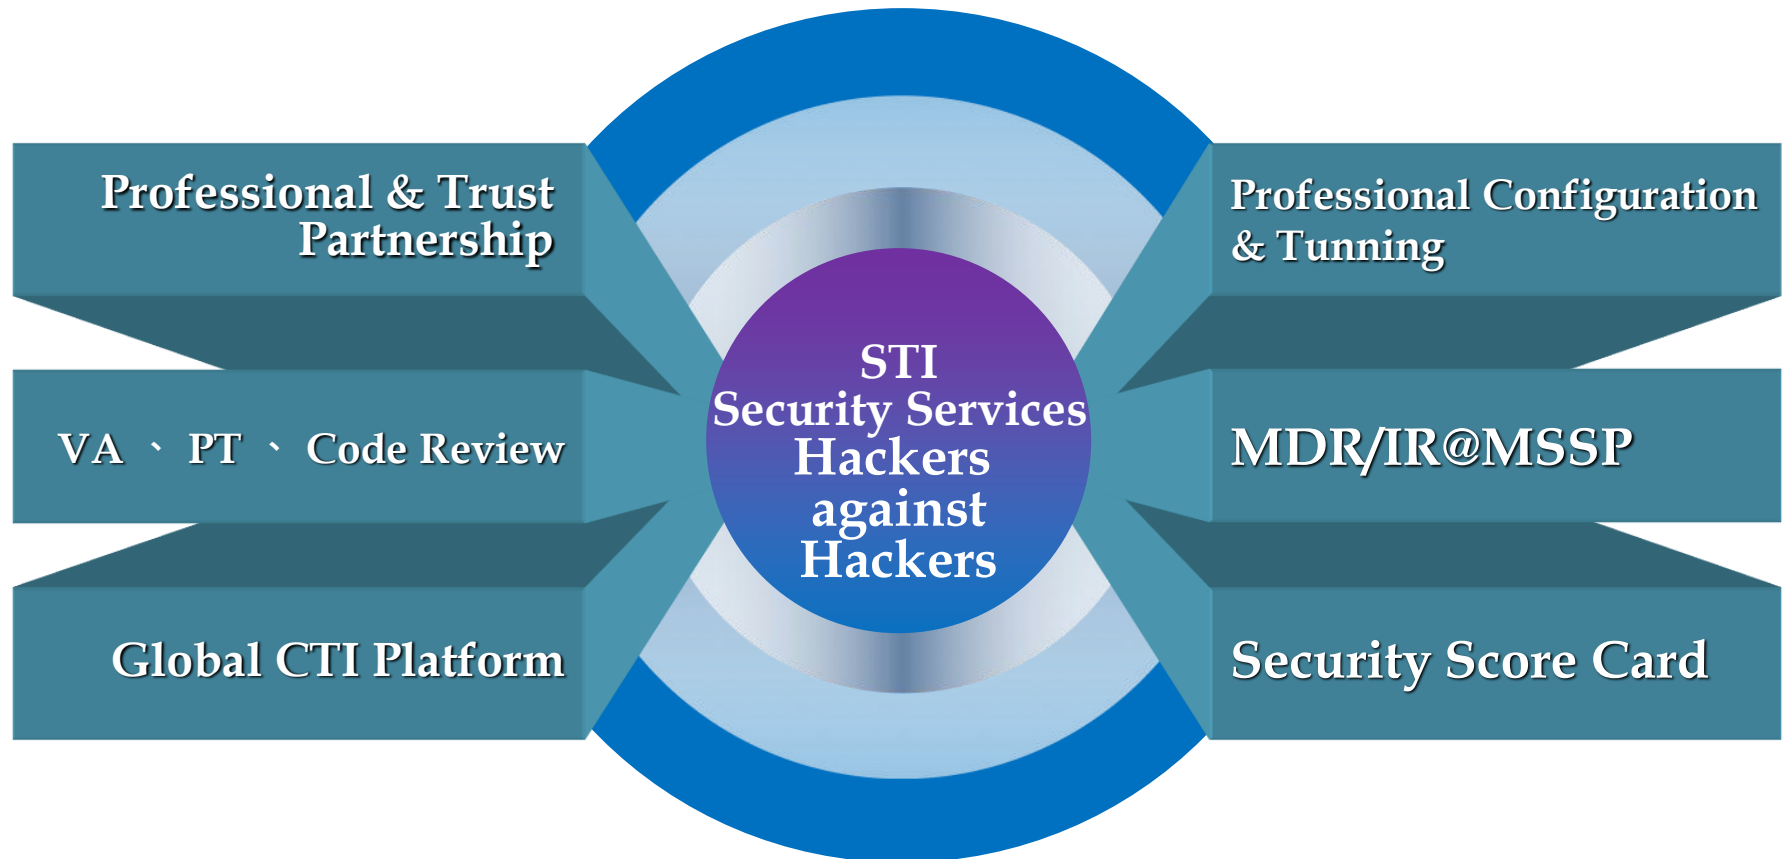 Professional & Trust
Partnership
VA 、 PT 、 Code Review
Global CTI Platform
STI
Security Services
Hackers
against
Hackers
Professional Configuration
& Tunning
MDR/IR@MSSP
Security Score Card